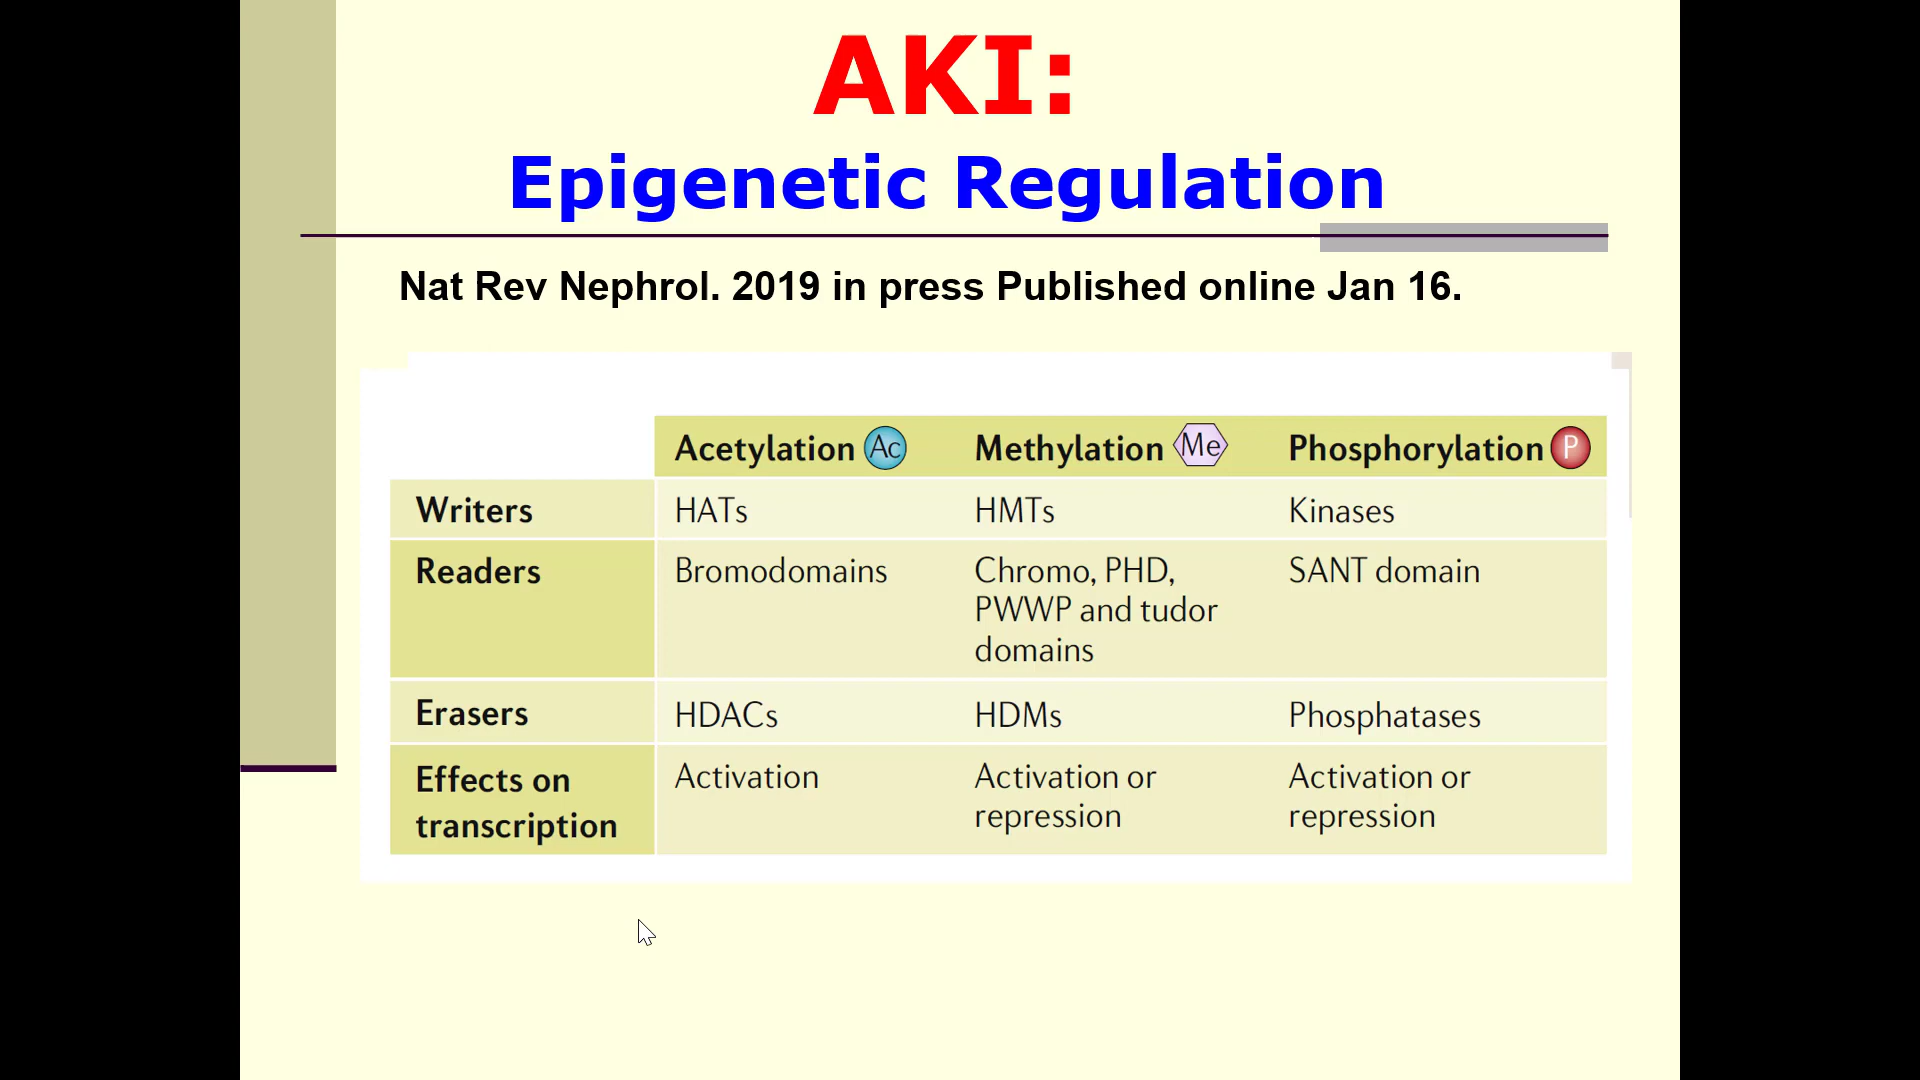 AKI:
Epigenetic Regulation
Nat Rev Nephrol. 2019 in press Published online Jan 16.
Acetylation Ac Methylation Me Phosphorylation P
Writers HATs HMTs Kinases
Readers Bromodomains Chromo, PHD, SANT domain
PWWP and tudor
domains
Erasers HDACs HDMs Phosphatases
Effects on Activation Activation or Activation or
transcription repression repression